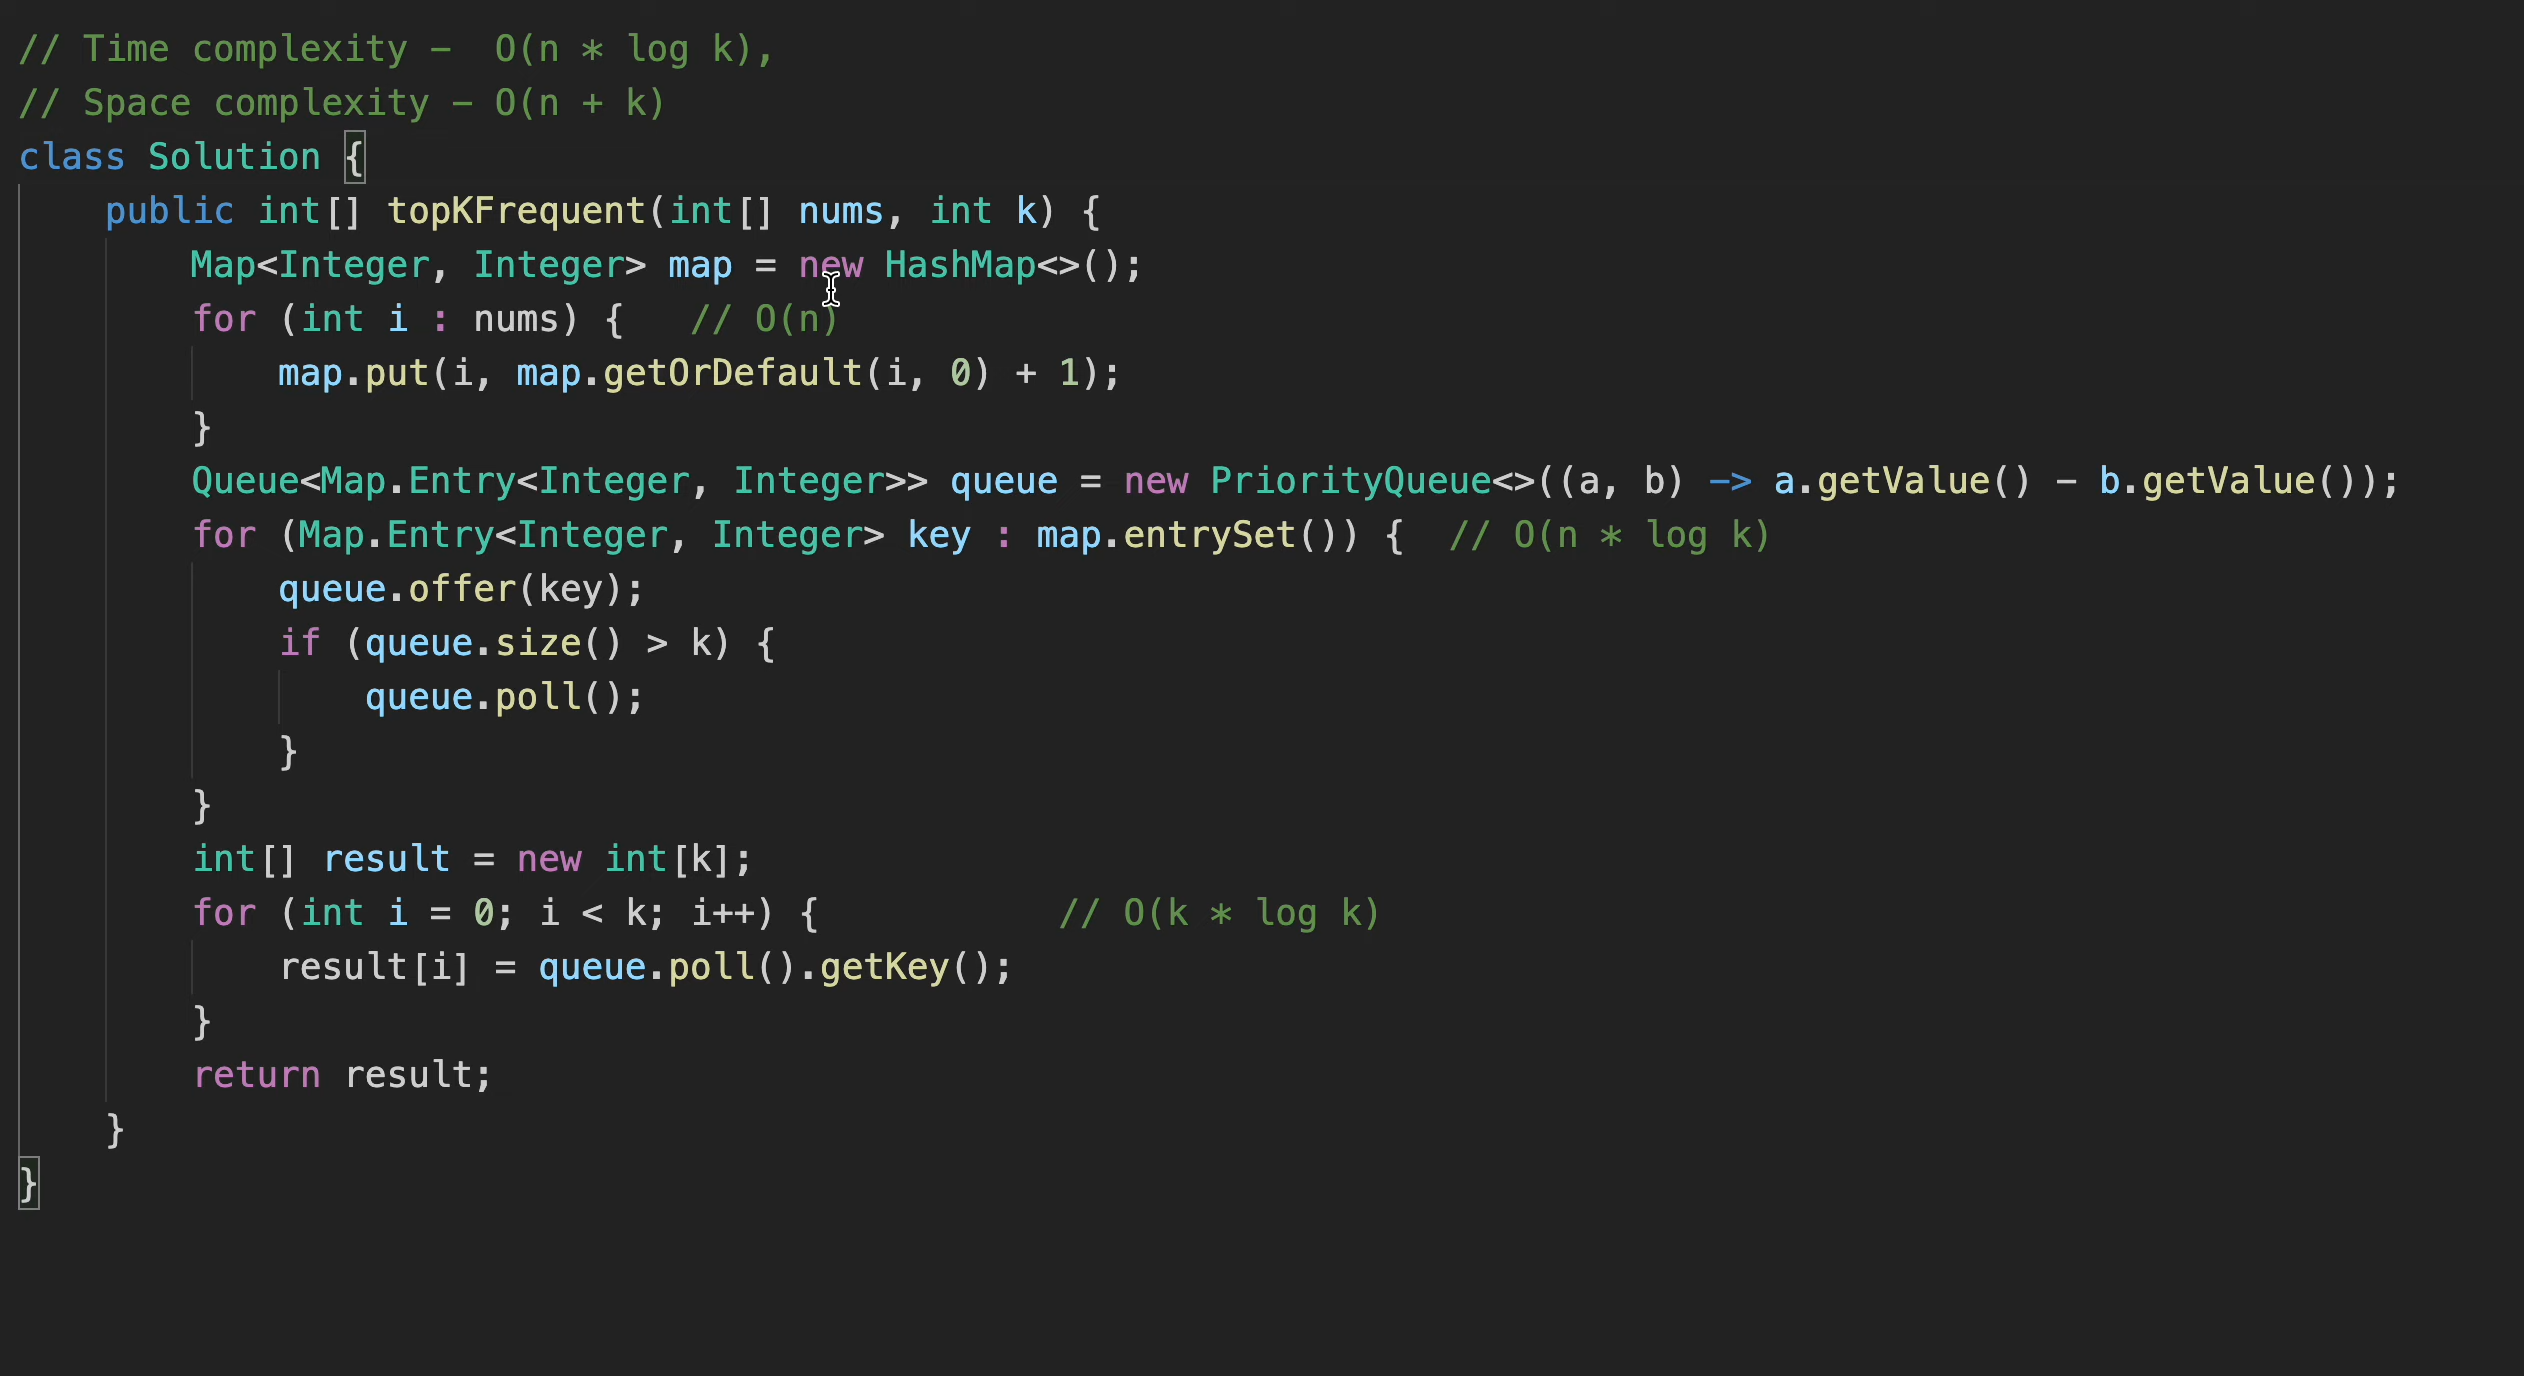 // Time complexity -  O(n * log k),
// Space complexity - O(n + k)
class Solution {
    public int[] topKFrequent(int[] nums, int k) {
        Map<Integer, Integer> map = new HashMap<>();
        for (int i : nums) {   // O(n)
            map.put(i, map.getOrDefault(i, 0) + 1);
        }
        Queue<Map.Entry<Integer, Integer>> queue = new PriorityQueue<>((a, b) -> a.getValue() - b.getValue());
        for (Map.Entry<Integer, Integer> key : map.entrySet()) {  // O(n * log k)
            queue.offer(key);
            if (queue.size() > k) {
                queue.poll();
            }
        }
        int[] result = new int[k];
        for (int i = 0; i < k; i++) {           // O(k * log k)
            result[i] = queue.poll().getKey();
        }
        return result;
    }
}